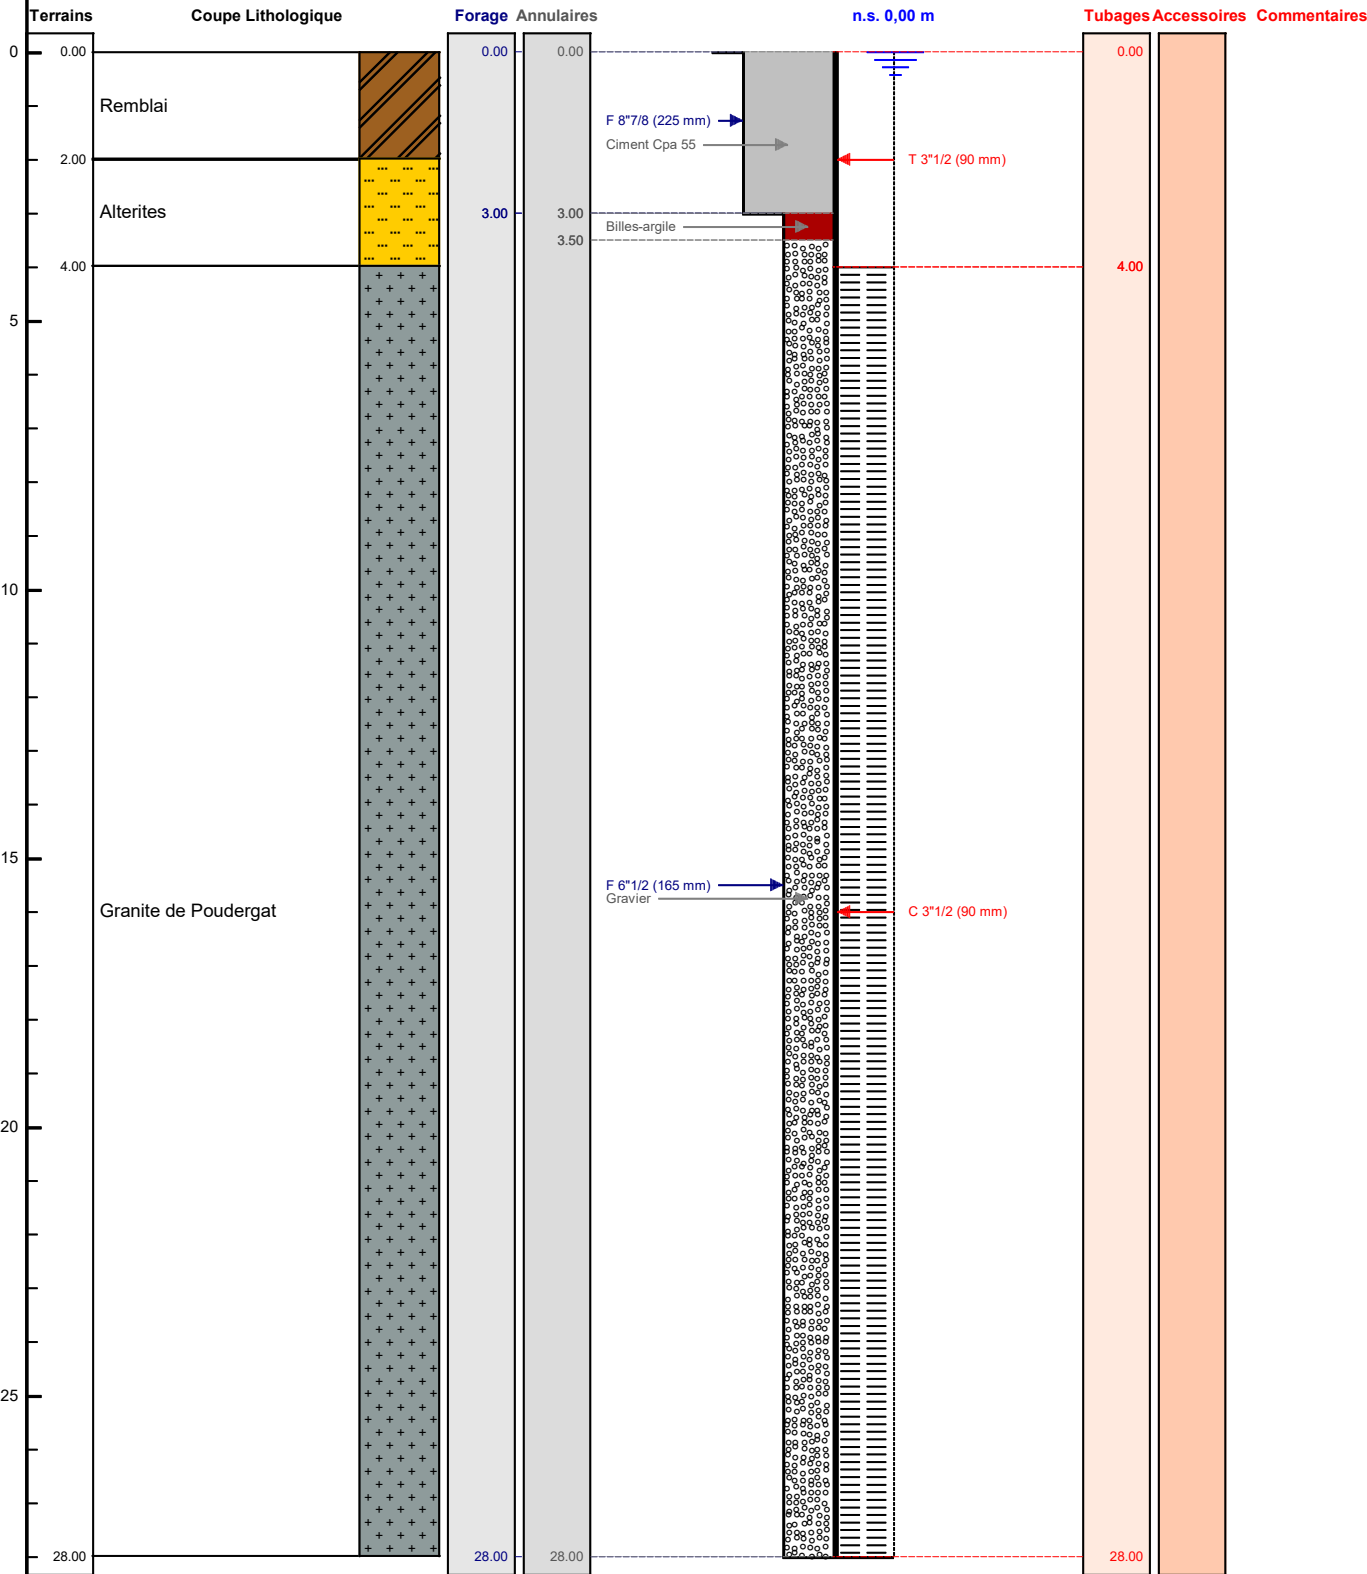 Terrains Coupe Lithologique Forage Annulaires n.s. 0,00 m Tubages Accessoires Commentaires
0 0.00 0.00 0.00 0.00
Remblai
F 8"7/8 (225 mm)
Ciment Cpa 55
2.00 T 3"1/2 (90 mm)
Alterites
3.00 3.00
Billes-argile
3.50
4.00 4.00
5
10
15
F 6"1/2 (165 mm)
Gravier
Granite de Poudergat C 3"1/2 (90 mm)
20
25
28.00 28.00 28.00 28.00